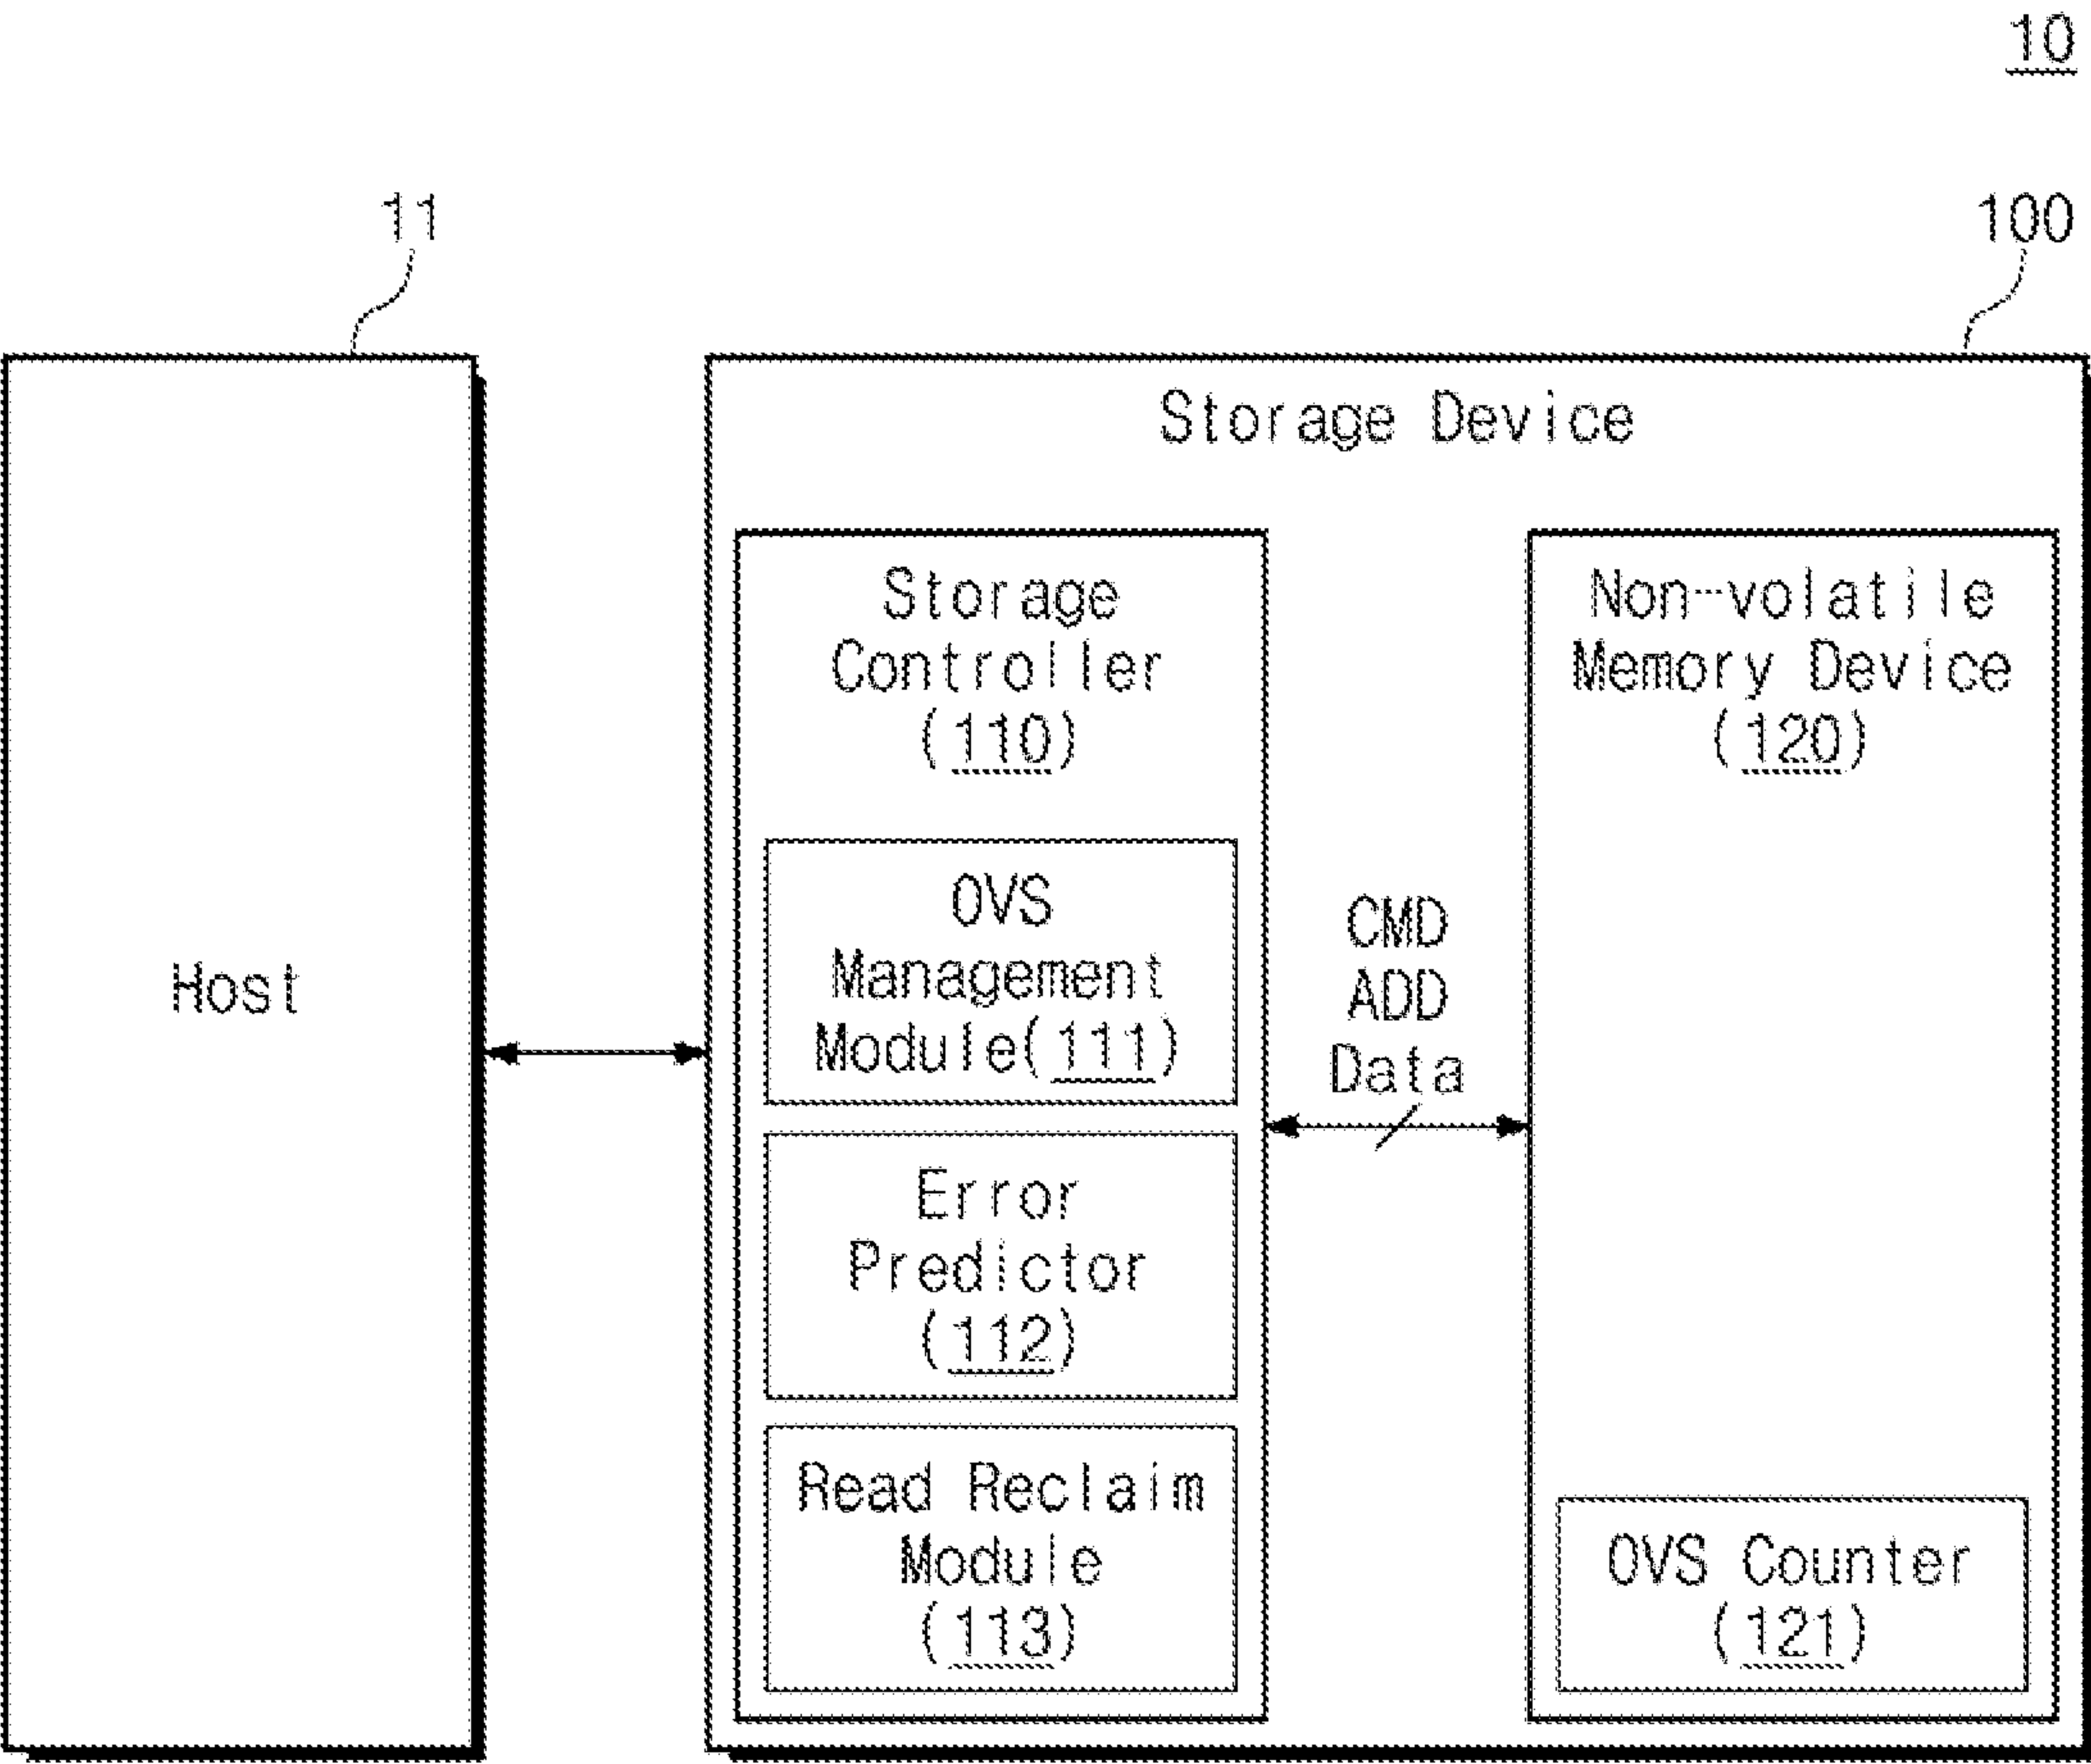 10
11
100
Host
Storage Device
Storage
Controller
(110)
OVS
Management
Module(111)
Error
Predictor
(112)
Read Reclaim
Module
(113)
CMD
ADD
Data
Non-volatile
Memory Device
(120)
OVS Counter
(121)